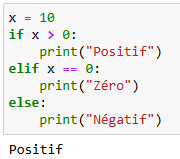 x = 10
if x > 0:
    print("Positif")
elif x == 0:
    print("Zéro")
else:
    print("Négatif")
Positif